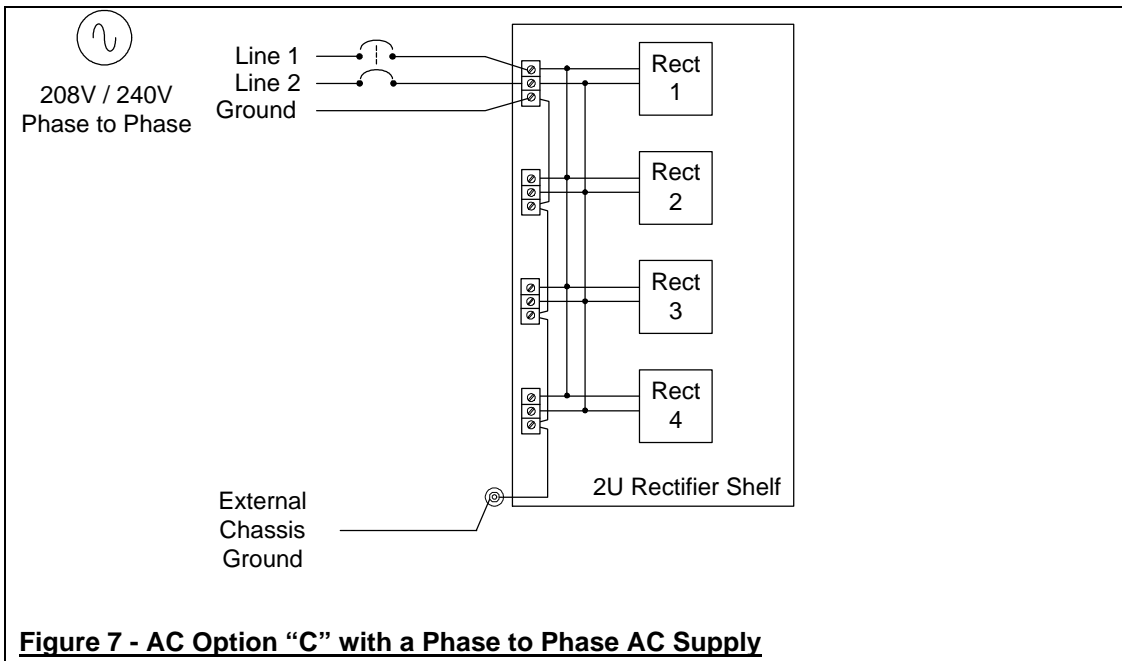 208V / 240V
Phase to Phase
Line 1
Line 2
Ground
Rect
1
Rect
2
Rect
3
Rect
4
2U Rectifier Shelf
External
Chassis
Ground
Figure 7 - AC Option “C” with a Phase to Phase AC Supply